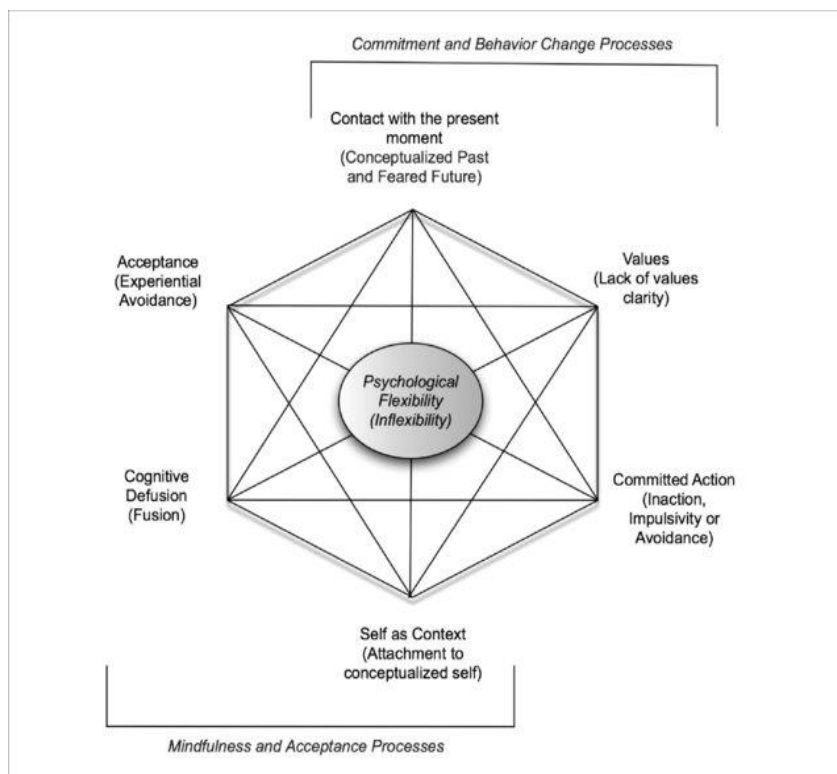 Commitment and Behavior Change Processes
Contact with the present
moment
(Conceptualized Past
and Feared Future)
Acceptance
(Experiential
Avoidance)
Values
(Lack of values
clarity)
Psychological
Flexibility
(Inflexibility)
Cognitive
Defusion
(Fusion)
Committed Action
(Inaction,
Impulsivity or
Avoidance)
Self as Context
(Attachment to
conceptualized self)
Mindfulness and Acceptance Processes